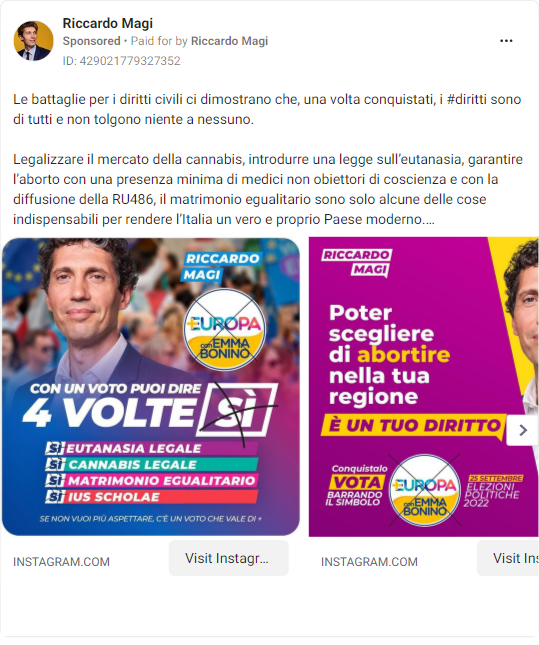 Riccardo Magi
Sponsored • Paid for by Riccardo Magi
ID: 429021779327352
Le battaglie per i diritti civili ci dimostrano che, una volta conquistati, i #diritti sono
di tutti e non tolgono niente a nessuno.
Legalizzare il mercato della cannabis, introdurre una legge sull'eutanasia, garantire
l'aborto con una presenza minima di medici non obiettori di coscienza e con la
diffusione della RU486, il matrimonio egualitario sono solo alcune delle cose
indispensabili per rendere l'Italia un vero e proprio Paese moderno....
RICCARDO
MAGI
+EUROPA
con EMMA
BONINO
CON UN VOTO PUOI DIRE
4 VOLTE SÌ
SÌ EUTANASIA LEGALE
SÌ CANNABIS LEGALE
SÌ MATRIMONIO EGUALITARIO
SÌ IUS SCHOLAE
SE NON VUOI PIÙ ASPETTARE, C'È UN VOTO CHE VALE DI +
INSTAGRAM.COM
Visit Instagr...
RICCARDO
MAGI
Poter
scegliere
di abortire
nella tua
regione
È UN TUO DIRITTO
Conquistalo
VOTA
BARRANDO
IL SIMBOLO
+EUROPA
con EMMA
BONINO
25 SETTEMBRE
ELEZIONI
POLITICHE
2022
INSTAGRAM.COM
Visit Ins